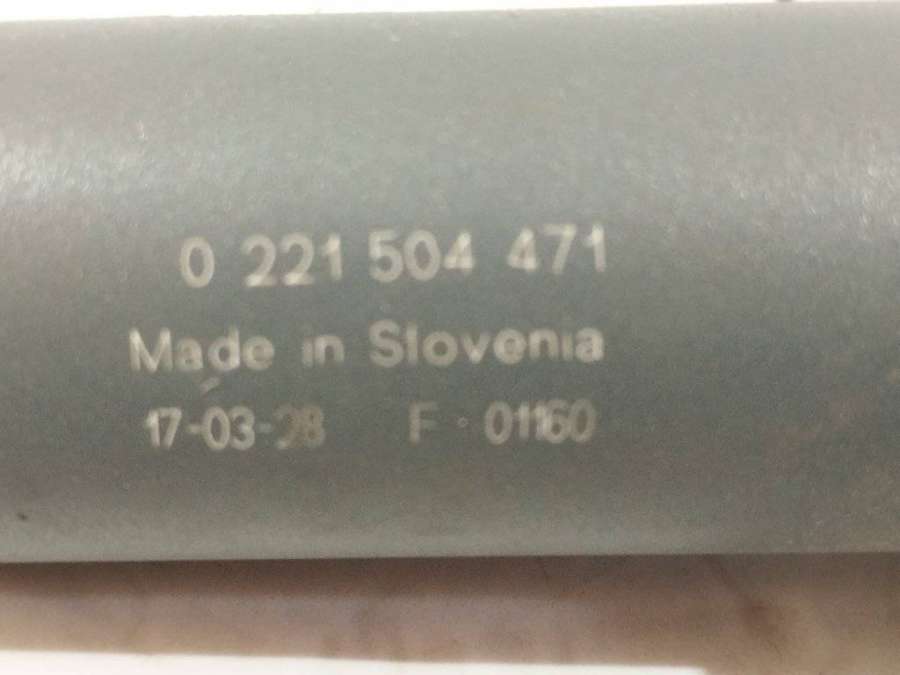 0 221 504 471
Made in Slovenia
17-03-28 F · 01160